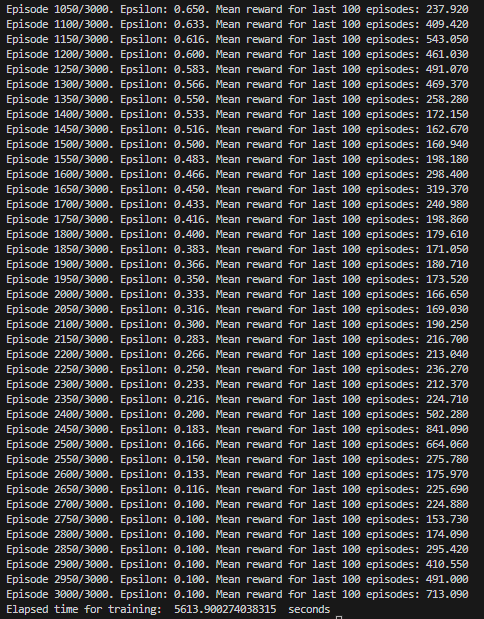 Episode 1050/3000. Epsilon: 0.650. Mean reward for last 100 episodes: 237.920
Episode 1100/3000. Epsilon: 0.633. Mean reward for last 100 episodes: 409.420
Episode 1150/3000. Epsilon: 0.616. Mean reward for last 100 episodes: 543.050
Episode 1200/3000. Epsilon: 0.600. Mean reward for last 100 episodes: 461.030
Episode 1250/3000. Epsilon: 0.583. Mean reward for last 100 episodes: 491.070
Episode 1300/3000. Epsilon: 0.566. Mean reward for last 100 episodes: 469.370
Episode 1350/3000. Epsilon: 0.550. Mean reward for last 100 episodes: 258.280
Episode 1400/3000. Epsilon: 0.533. Mean reward for last 100 episodes: 172.150
Episode 1450/3000. Epsilon: 0.516. Mean reward for last 100 episodes: 162.670
Episode 1500/3000. Epsilon: 0.500. Mean reward for last 100 episodes: 160.940
Episode 1550/3000. Epsilon: 0.483. Mean reward for last 100 episodes: 198.180
Episode 1600/3000. Epsilon: 0.466. Mean reward for last 100 episodes: 298.400
Episode 1650/3000. Epsilon: 0.450. Mean reward for last 100 episodes: 319.370
Episode 1700/3000. Epsilon: 0.433. Mean reward for last 100 episodes: 240.980
Episode 1750/3000. Epsilon: 0.416. Mean reward for last 100 episodes: 198.860
Episode 1800/3000. Epsilon: 0.400. Mean reward for last 100 episodes: 179.610
Episode 1850/3000. Epsilon: 0.383. Mean reward for last 100 episodes: 171.050
Episode 1900/3000. Epsilon: 0.366. Mean reward for last 100 episodes: 180.710
Episode 1950/3000. Epsilon: 0.350. Mean reward for last 100 episodes: 173.520
Episode 2000/3000. Epsilon: 0.333. Mean reward for last 100 episodes: 166.650
Episode 2050/3000. Epsilon: 0.316. Mean reward for last 100 episodes: 169.030
Episode 2100/3000. Epsilon: 0.300. Mean reward for last 100 episodes: 190.250
Episode 2150/3000. Epsilon: 0.283. Mean reward for last 100 episodes: 216.700
Episode 2200/3000. Epsilon: 0.266. Mean reward for last 100 episodes: 213.040
Episode 2250/3000. Epsilon: 0.250. Mean reward for last 100 episodes: 236.270
Episode 2300/3000. Epsilon: 0.233. Mean reward for last 100 episodes: 212.370
Episode 2350/3000. Epsilon: 0.216. Mean reward for last 100 episodes: 224.710
Episode 2400/3000. Epsilon: 0.200. Mean reward for last 100 episodes: 502.280
Episode 2450/3000. Epsilon: 0.183. Mean reward for last 100 episodes: 841.090
Episode 2500/3000. Epsilon: 0.166. Mean reward for last 100 episodes: 664.060
Episode 2550/3000. Epsilon: 0.150. Mean reward for last 100 episodes: 275.780
Episode 2600/3000. Epsilon: 0.133. Mean reward for last 100 episodes: 175.970
Episode 2650/3000. Epsilon: 0.116. Mean reward for last 100 episodes: 225.690
Episode 2700/3000. Epsilon: 0.100. Mean reward for last 100 episodes: 224.880
Episode 2750/3000. Epsilon: 0.100. Mean reward for last 100 episodes: 153.730
Episode 2800/3000. Epsilon: 0.100. Mean reward for last 100 episodes: 174.090
Episode 2850/3000. Epsilon: 0.100. Mean reward for last 100 episodes: 295.420
Episode 2900/3000. Epsilon: 0.100. Mean reward for last 100 episodes: 410.550
Episode 2950/3000. Epsilon: 0.100. Mean reward for last 100 episodes: 491.000
Episode 3000/3000. Epsilon: 0.100. Mean reward for last 100 episodes: 713.090
Elapsed time for training:  5613.900274038315  seconds